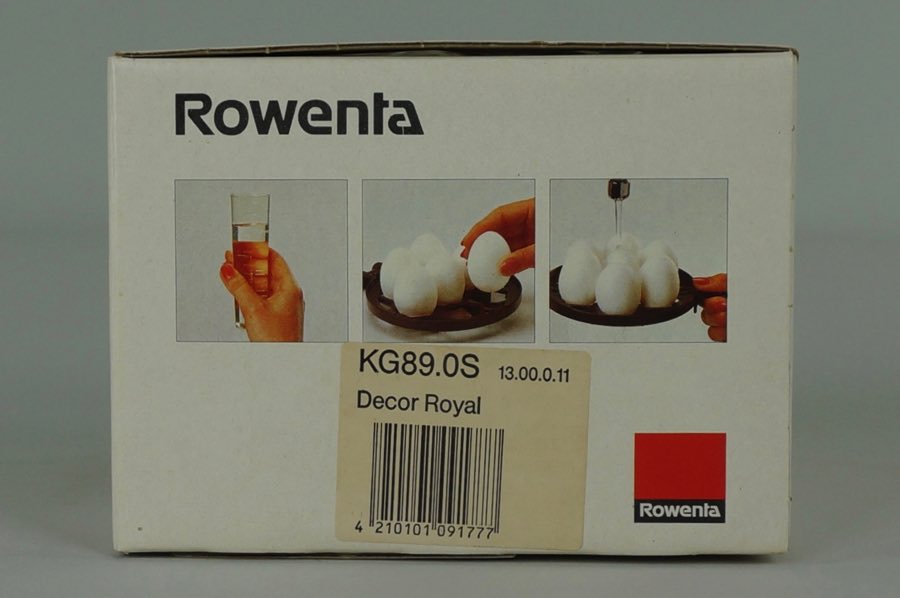 Rowenta
KG89.0S 13.00.0.11
Decor Royal
4 210101 091777
Rowenta